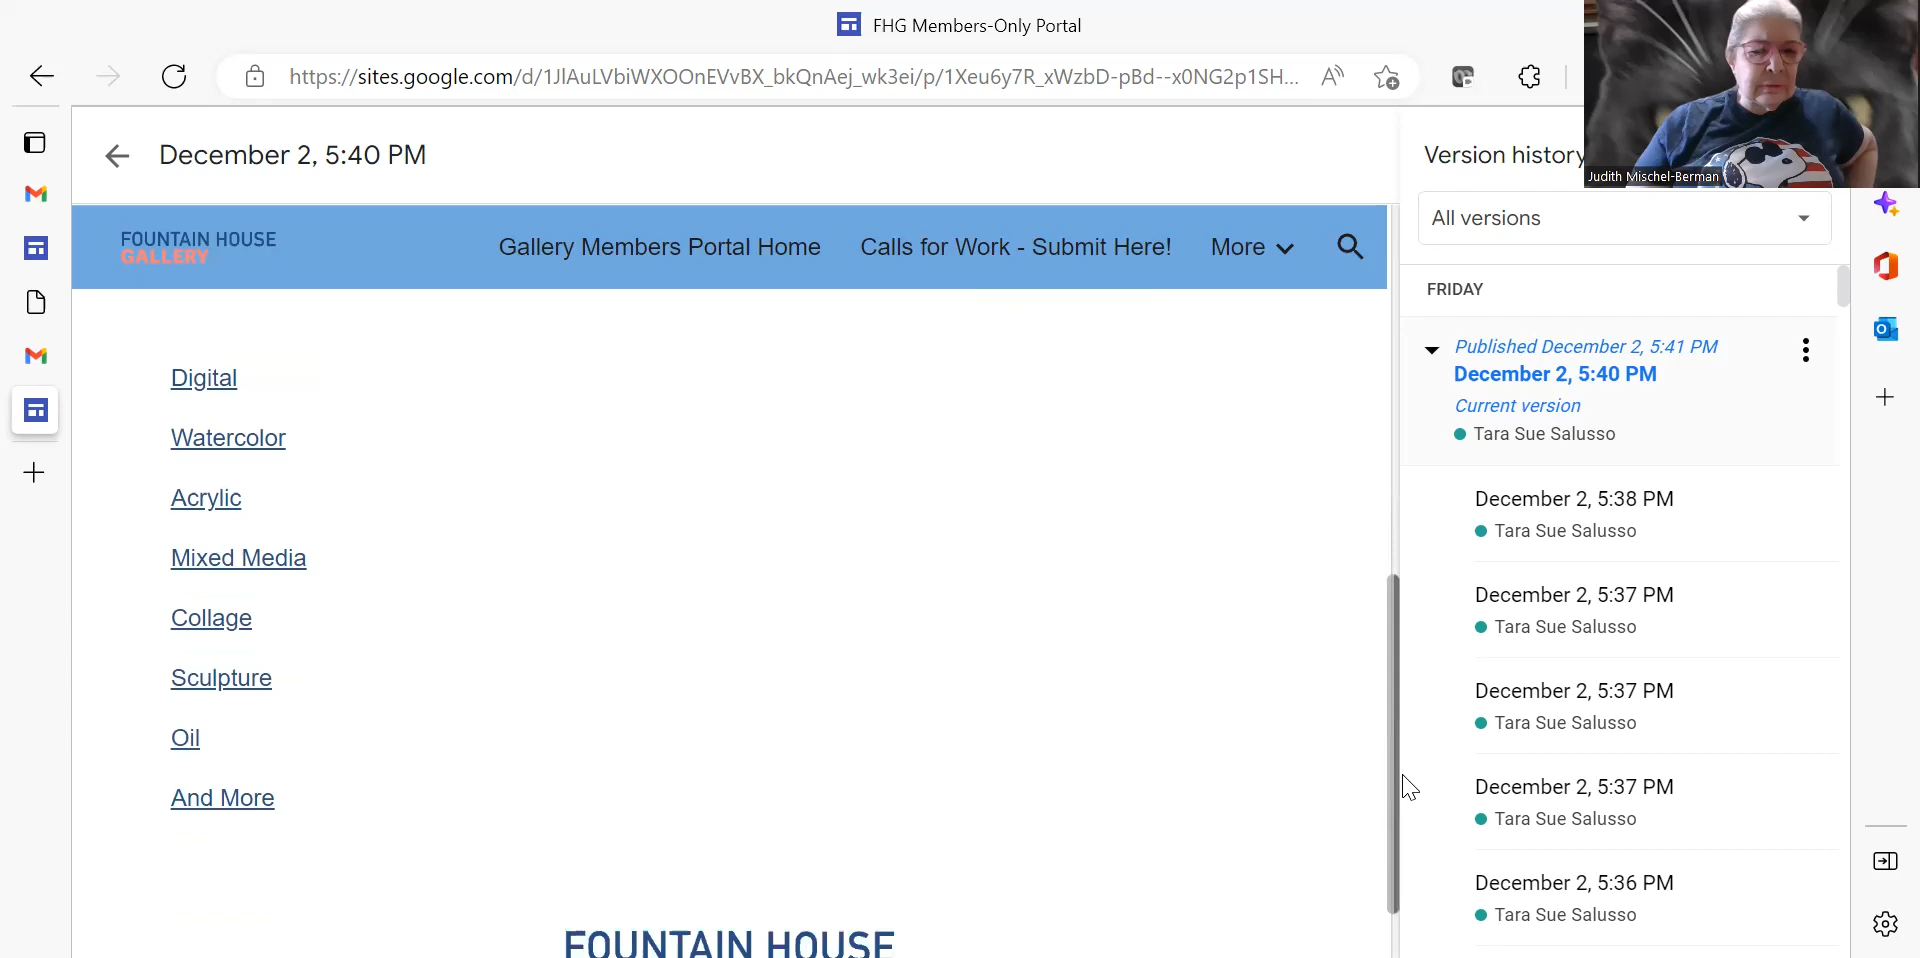 FHG Members-Only Portal
https://sites.google.com/d/1JlAuLVbiWXOOnEVvBX_bkQnAej_wk3ei/p/1Xeu6y7R_xWzbD-pBd--x0NG2p1SH...
Judith Mischel-Berman
December 2, 5:40 PM
Version history
All versions
FOUNTAIN HOUSE
GALLERY
Gallery Members Portal Home
Calls for Work - Submit Here!
More
FRIDAY
Published December 2, 5:41 PM
December 2, 5:40 PM
Current version
Tara Sue Salusso
December 2, 5:38 PM
Tara Sue Salusso
December 2, 5:37 PM
Tara Sue Salusso
December 2, 5:37 PM
Tara Sue Salusso
December 2, 5:37 PM
Tara Sue Salusso
December 2, 5:36 PM
Tara Sue Salusso
Digital
Watercolor
Acrylic
Mixed Media
Collage
Sculpture
Oil
And More
FOUNTAIN HOUSE